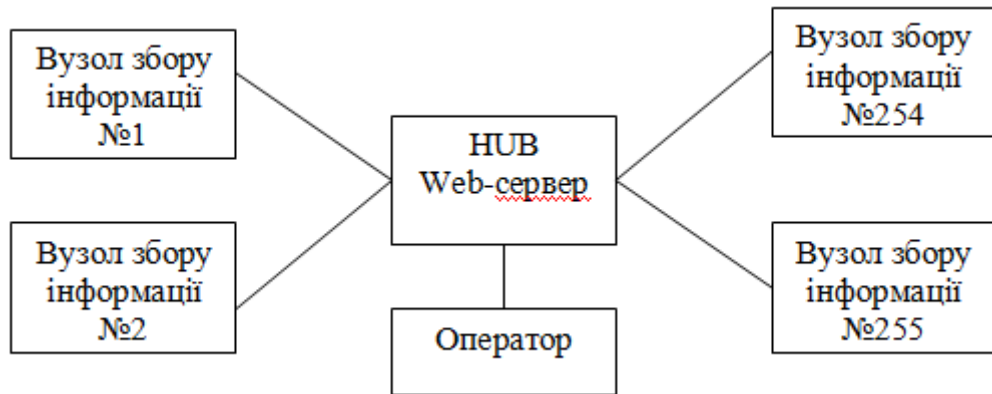 Вузол збору
інформації
№1
Вузол збору
інформації
№2
HUB
Web-сервер
Оператор
Вузол збору
інформації
№254
Вузол збору
інформації
№255